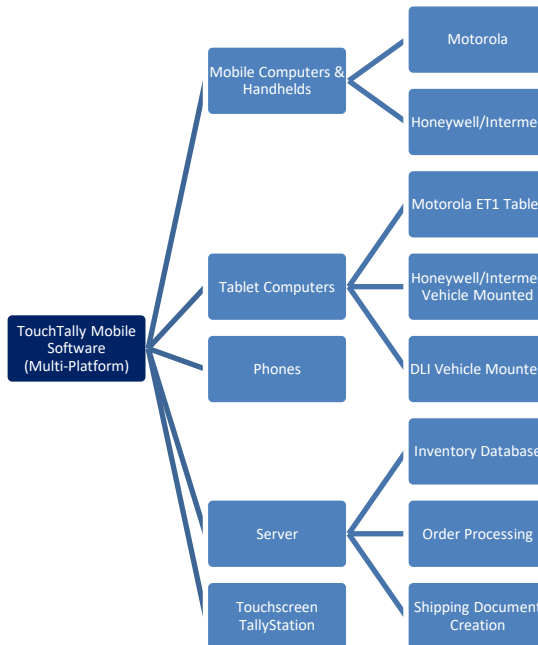 Motorola
Mobile Computers &
Handhelds
Honeywell/Interme
Motorola ET1 Table
Tablet Computers
Honeywell/Interme
Vehicle Mounted
TouchTally Mobile
Software
(Multi-Platform)
Phones
DLI Vehicle Mounte
Inventory Database
Server
Order Processing
Touchscreen
TallyStation
Shipping Document
Creation